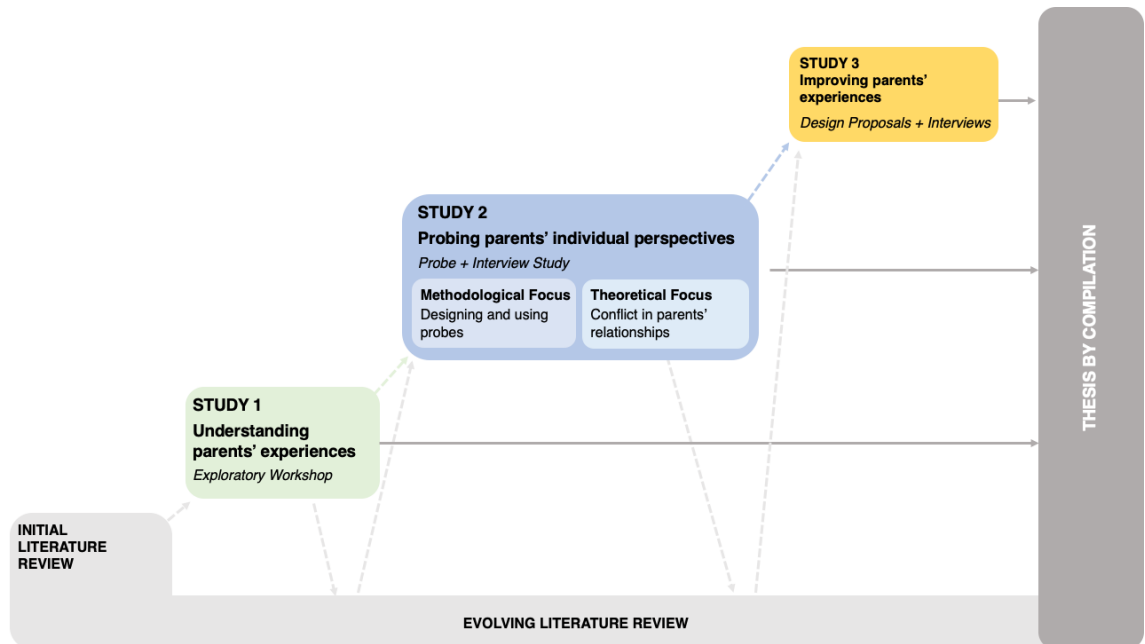 STUDY 3
Improving parents’
experiences
Design Proposals + Interviews
STUDY 2
Probing parents’ individual perspectives
Probe + Interview Study
Methodological Focus
Designing and using
probes
Theoretical Focus
Conflict in parents’
relationships
STUDY 1
Understanding
parents’ experiences
Exploratory Workshop
INITIAL
LITERATURE
REVIEW
EVOLVING LITERATURE REVIEW
THESIS BY COMPILATION